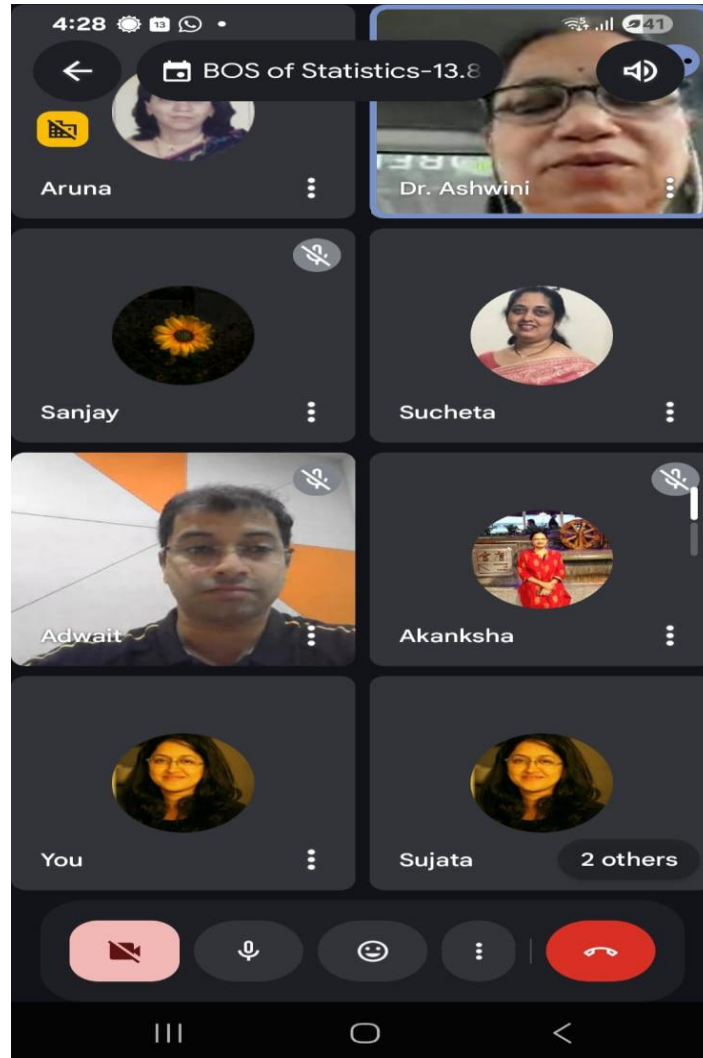 4:28 13 41
BOS of Statistics-13.8
Aruna
Dr. Ashwini
Sanjay
Sucheta
Adwait
Akanksha
You
Sujata
2 others